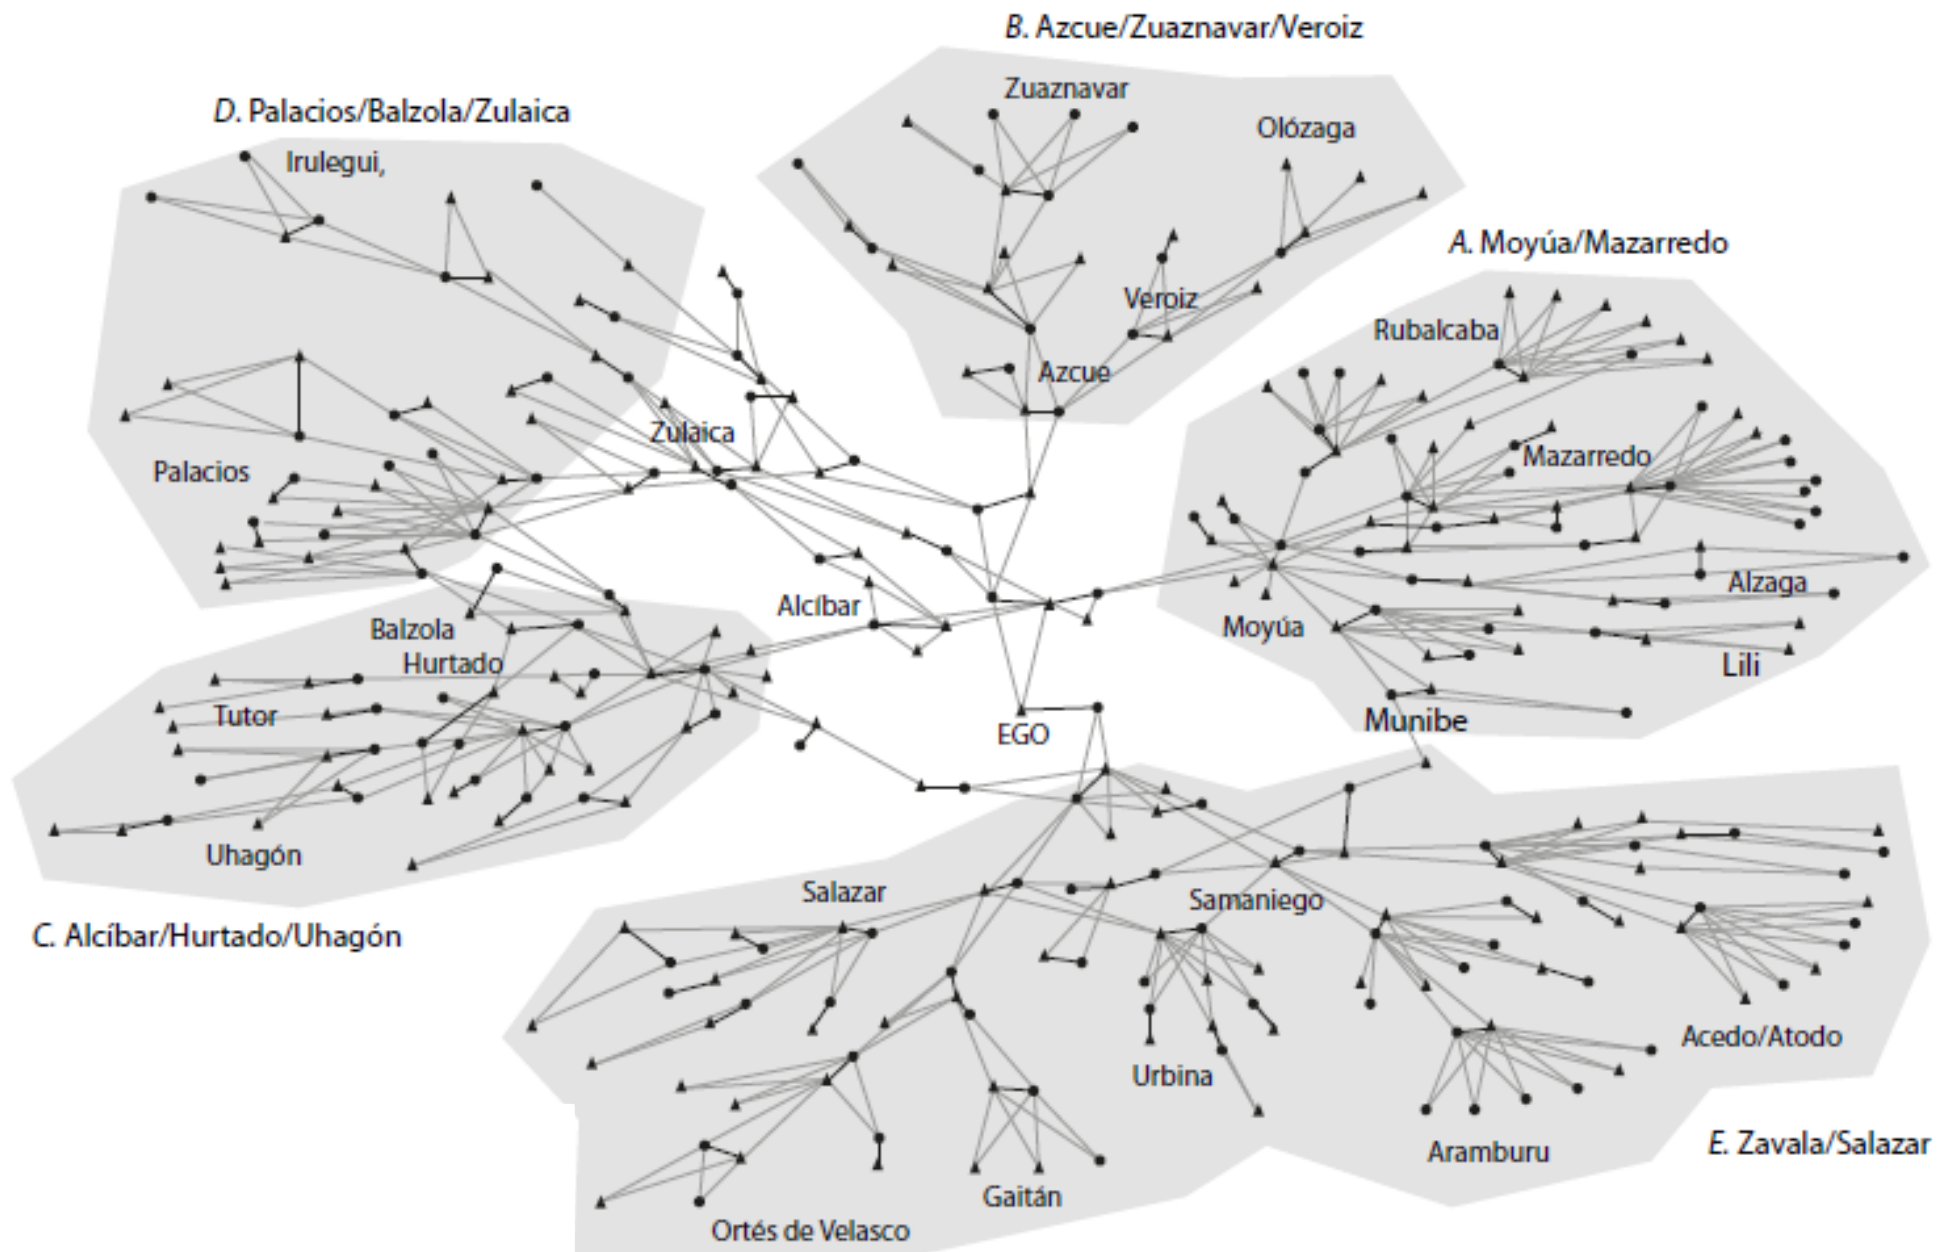 B. Azcue/Zuaznavar/Veroiz
Zuaznavar
D. Palacios/Balzola/Zulaica
Olózaga
Irulegui,
A. Moyúa/Mazarredo
Veroiz
Rubalcaba
Azcue
Zulaica
Mazarredo
Palacios
Alzaga
Alcíbar
Moyúa
Balzola
Hurtado
Lili
Tutor
Munibe
EGO
Uhagón
Salazar
Samaniego
C. Alcíbar/Hurtado/Uhagón
Acedo/Atodo
Urbina
Aramburu
E. Zavala/Salazar
Gaitán
Ortés de Velasco